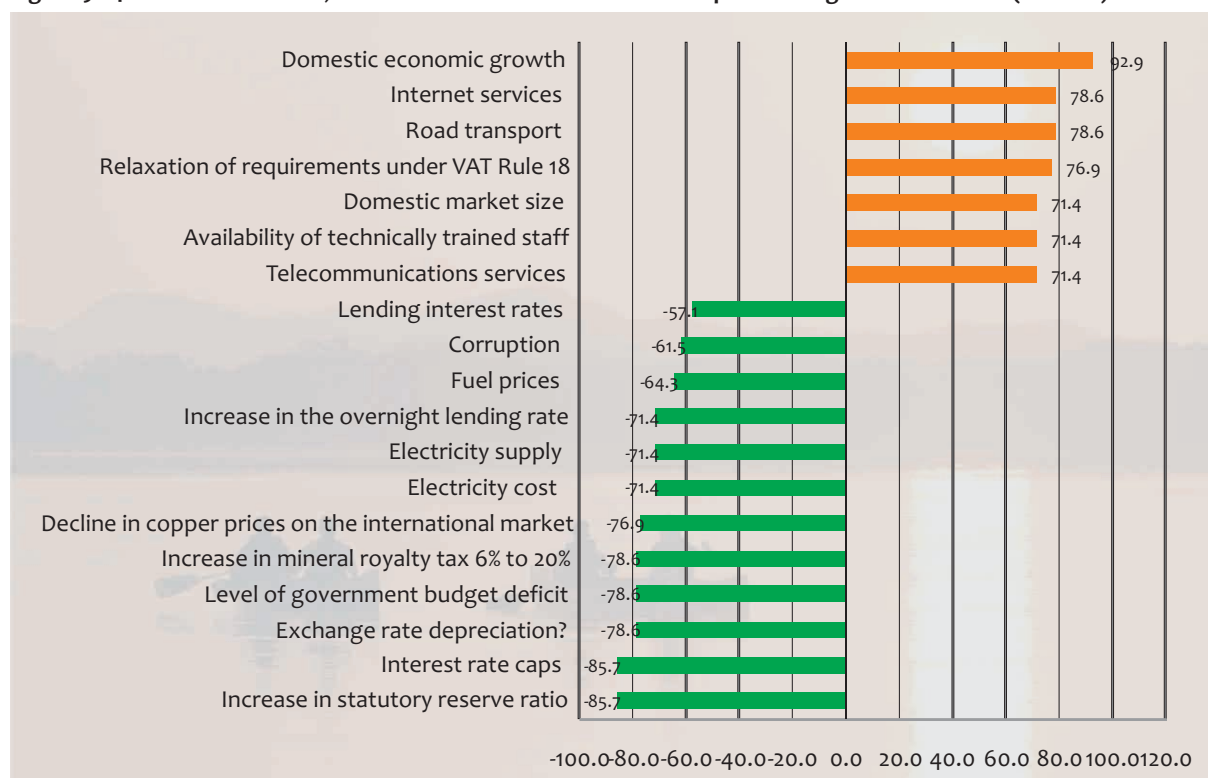 Domestic economic growth 92.9
Internet services 78.6
Road transport 78.6
Relaxation of requirements under VAT Rule 18 76.9
Domestic market size 71.4
Availability of technically trained staff 71.4
Telecommunications services 71.4
Lending interest rates -57.1
Corruption -61.5
Fuel prices -64.3
Increase in the overnight lending rate -71.4
Electricity supply -71.4
Electricity cost -71.4
Decline in copper prices on the international market -76.9
Increase in mineral royalty tax 6% to 20% -78.6
Level of government budget deficit -78.6
Exchange rate depreciation? -78.6
Interest rate caps -85.7
Increase in statutory reserve ratio -85.7
-100.0 -80.0 -60.0 -40.0 -20.0 0.0 20.0 40.0 60.0 80.0 100.0 120.0